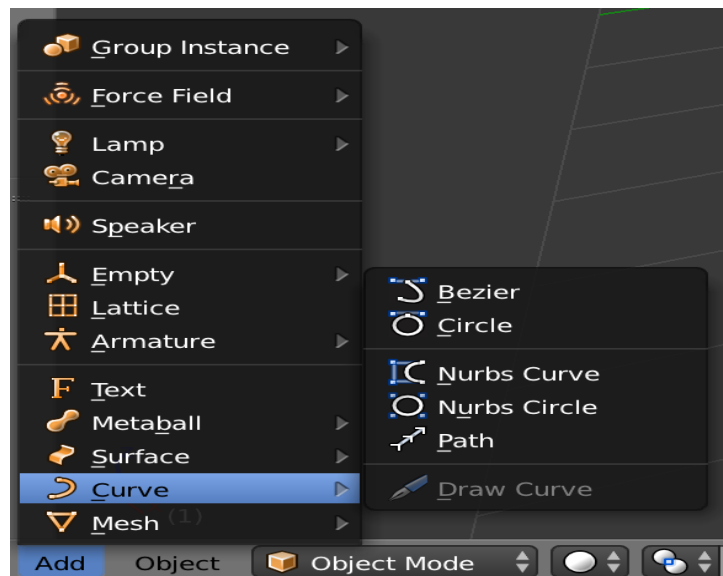 Group Instance
Force Field
Lamp
Camera
Speaker
Empty
Lattice
Armature
Text
Metaball
Surface
Curve
Mesh (1)
Bezier
Circle
Nurbs Curve
Nurbs Circle
Path
Draw Curve
Add Object Object Mode